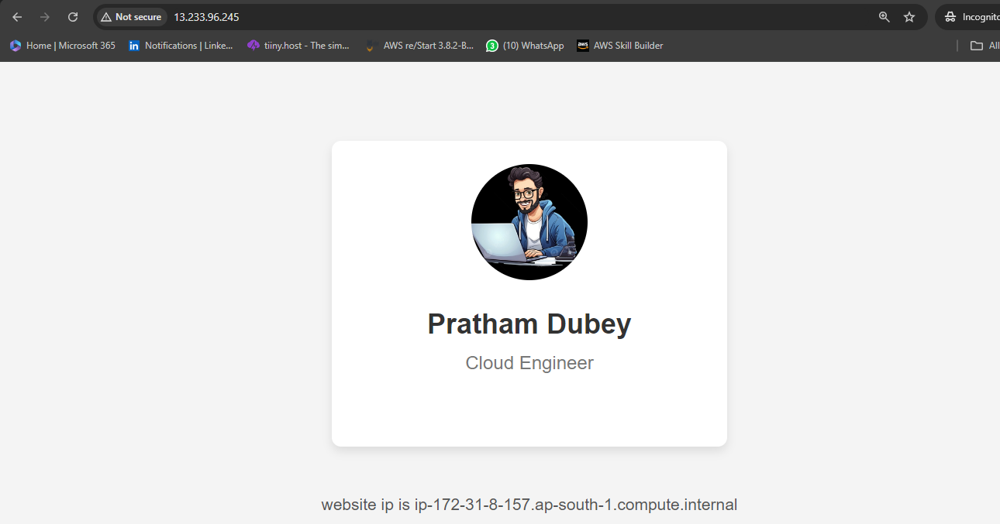 Not secure 13.233.96.245 Incognito
Home | Microsoft 365 in Notifications | Linke... tiiny.host - The sim... AWS re/Start 3.8.2-B... 3 (10) WhatsApp aws AWS Skill Builder All
Pratham Dubey
Cloud Engineer
website ip is ip-172-31-8-157.ap-south-1.compute.internal